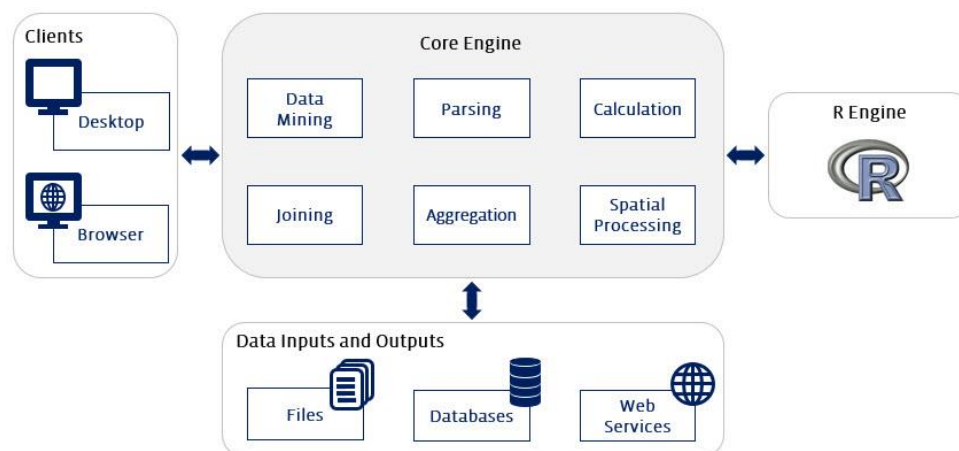 Clients
Desktop
Browser
Core Engine
Data
Mining
Parsing
Calculation
Joining
Aggregation
Spatial
Processing
R Engine
R
Data Inputs and Outputs
Files
Databases
Web
Services